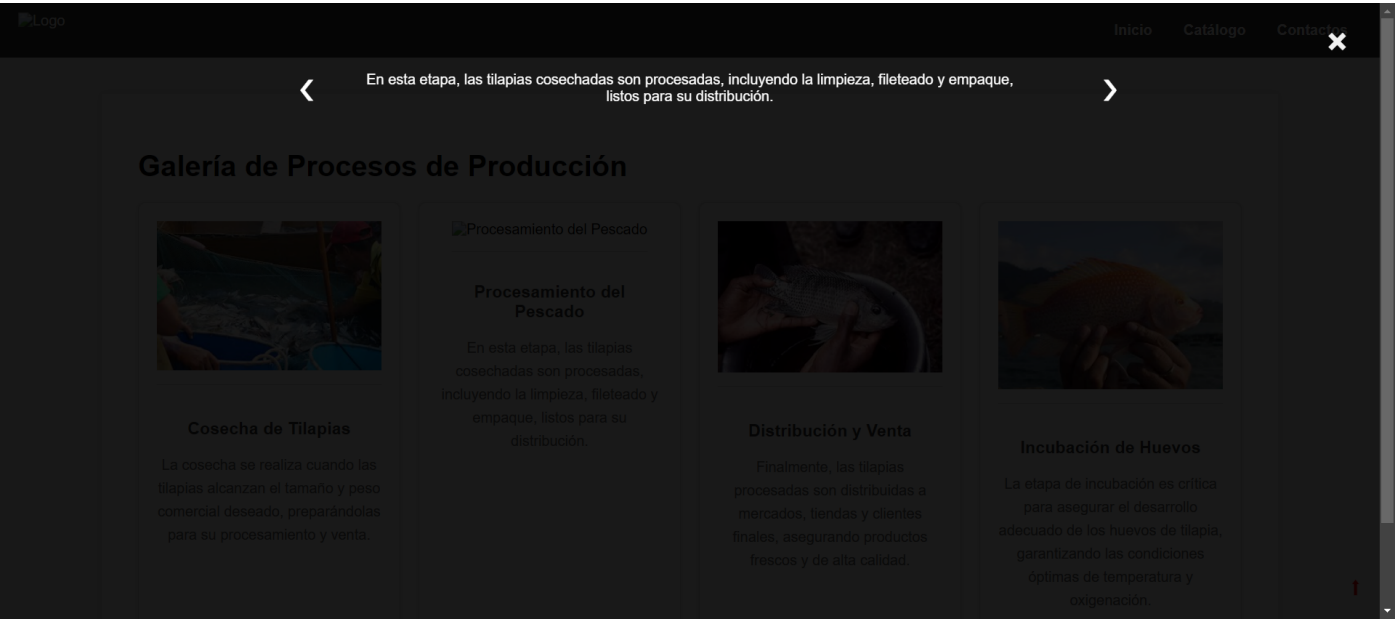 Logo
Inicio Catálogo Contactos
×
❮ En esta etapa, las tilapias cosechadas son procesadas, incluyendo la limpieza, fileteado y empaque, ❯
listos para su distribución.
Galería de Procesos de Producción
Cosecha de Tilapias
La cosecha se realiza cuando las
tilapias alcanzan el tamaño y peso
comercial deseado, preparándolas
para su procesamiento y venta.
Procesamiento del Pescado
Procesamiento del
Pescado
En esta etapa, las tilapias
cosechadas son procesadas,
incluyendo la limpieza, fileteado y
empaque, listos para su
distribución.
Distribución y Venta
Finalmente, las tilapias
procesadas son distribuidas a
mercados, tiendas y clientes
finales, asegurando productos
frescos y de alta calidad.
Incubación de Huevos
La etapa de incubación es crítica
para asegurar el desarrollo
adecuado de los huevos de tilapia,
garantizando las condiciones
óptimas de temperatura y
oxigenación.